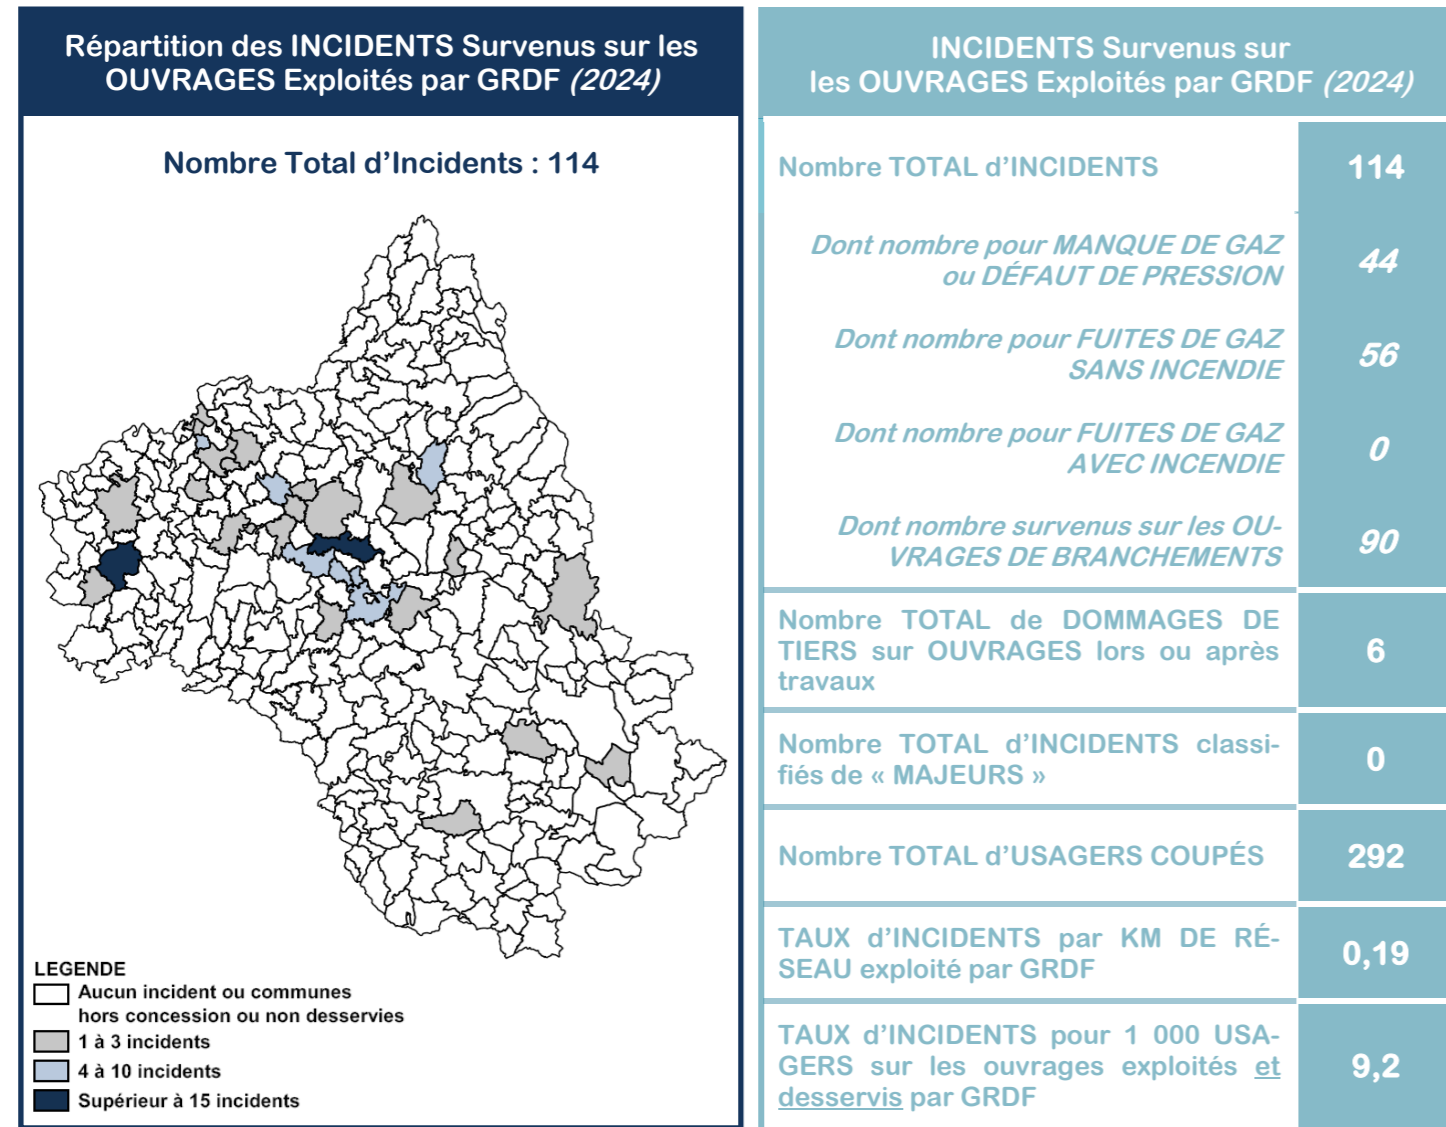 Répartition des INCIDENTS Survenus sur les
OUVRAGES Exploités par GRDF (2024)
Nombre Total d'Incidents : 114
LEGENDE
Aucun incident ou communes
hors concession ou non desservies
1 à 3 incidents
4 à 10 incidents
Supérieur à 15 incidents
INCIDENTS Survenus sur
les OUVRAGES Exploités par GRDF (2024)
Nombre TOTAL d'INCIDENTS 114
Dont nombre pour MANQUE DE GAZ
ou DÉFAUT DE PRESSION 44
Dont nombre pour FUITES DE GAZ
SANS INCENDIE 56
Dont nombre pour FUITES DE GAZ
AVEC INCENDIE 0
Dont nombre survenus sur les OU-
VRAGES DE BRANCHEMENTS 90
Nombre TOTAL de DOMMAGES DE
TIERS sur OUVRAGES lors ou après
travaux 6
Nombre TOTAL d'INCIDENTS classi-
fiés de « MAJEURS » 0
Nombre TOTAL d'USAGERS COUPÉS 292
TAUX d'INCIDENTS par KM DE RÉ-
SEAU exploité par GRDF 0,19
TAUX d'INCIDENTS pour 1 000 USA-
GERS sur les ouvrages exploités et
desservis par GRDF 9,2